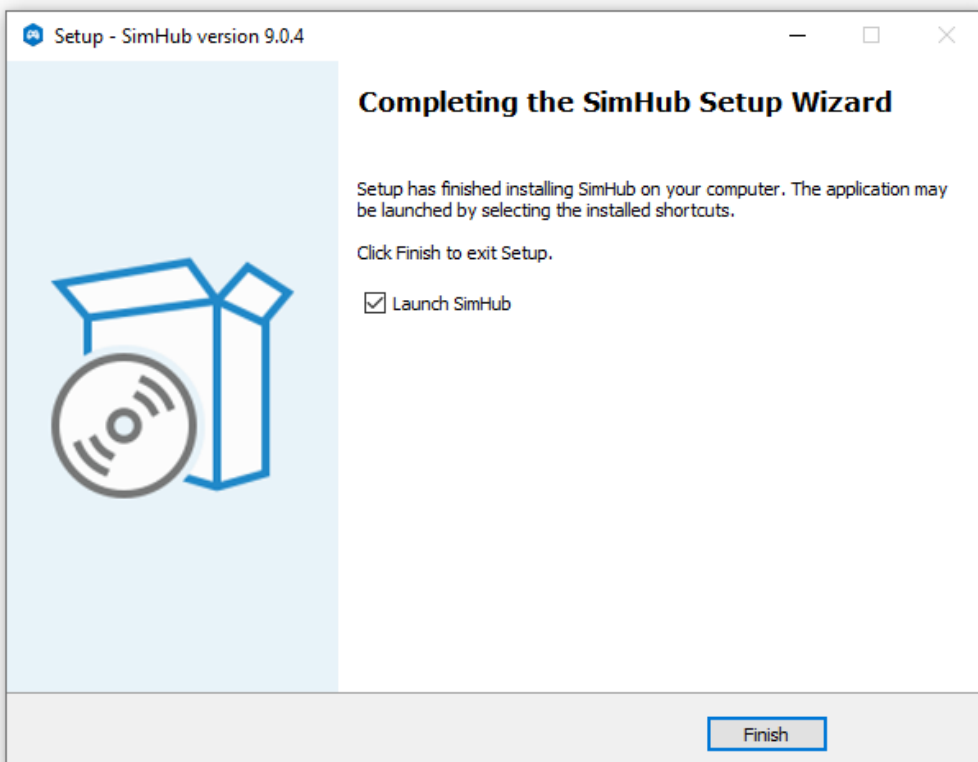 Setup - SimHub version 9.0.4
Completing the SimHub Setup Wizard
Setup has finished installing SimHub on your computer. The application may
be launched by selecting the installed shortcuts.
Click Finish to exit Setup.
Launch SimHub
Finish